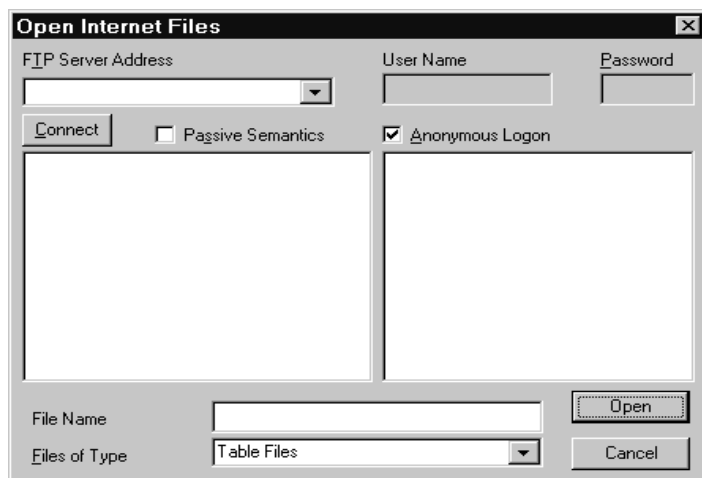 Open Internet Files
FTP Server Address
User Name
Password
Connect
Passive Semantics
Anonymous Logon
File Name
Open
Files of Type
Table Files
Cancel